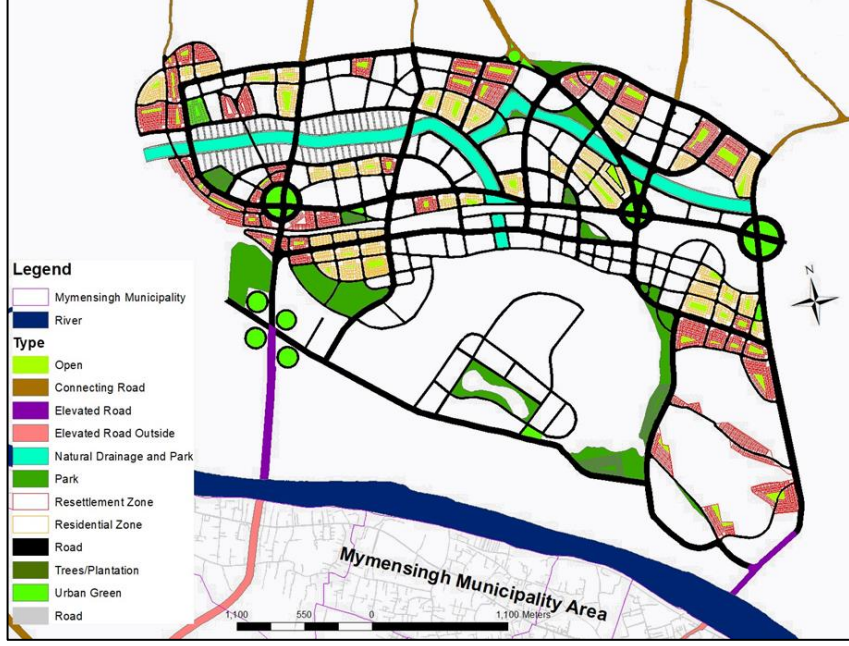 N
Legend
Mymensingh Municipality
River
Type
Open
Connecting Road
Elevated Road
Elevated Road Outside
Natural Drainage and Park
Park
Resettlement Zone
Residential Zone
Road
Trees/Plantation
Urban Green
Road
Mymensingh Municipality Area
1,100 550 0 1,100 Meters